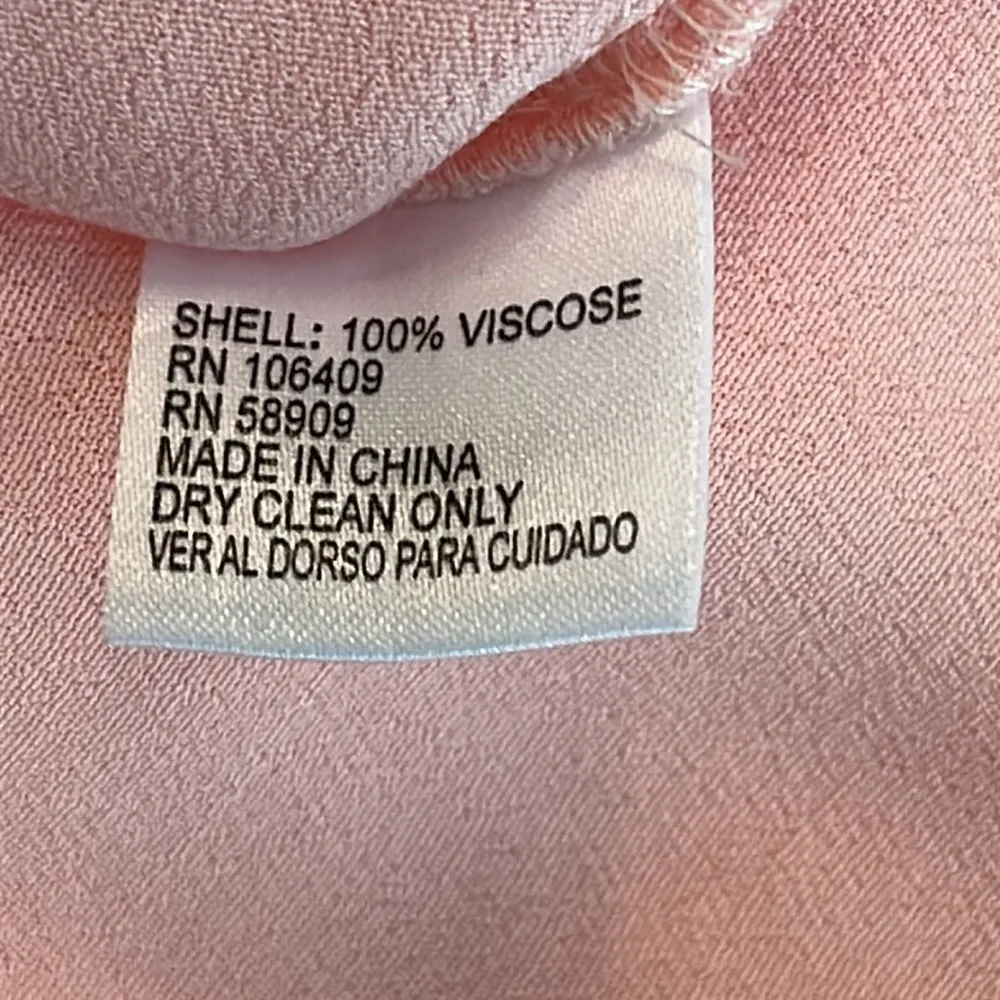 SHELL: 100% VISCOSE
RN 106409
RN 58909
MADE IN CHINA
DRY CLEAN ONLY
VER AL DORSO PARA CUIDADO